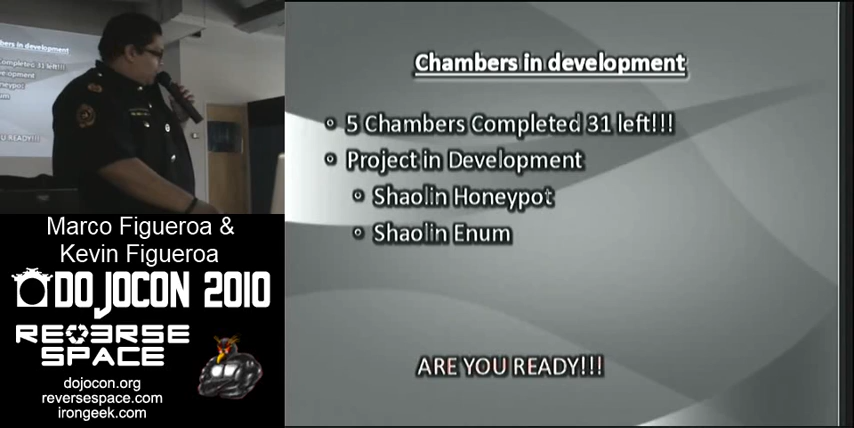 Chambers in development
5 Chambers Completed 31 left!!!
Project in Development
Shaolin Honeypot
Shaolin Enum
ARE YOU READY!!!
Marco Figueroa &
Kevin Figueroa
DOJOCON 2010
REVERSE
SPACE
dojocon.org
reversespace.com
irongeek.com